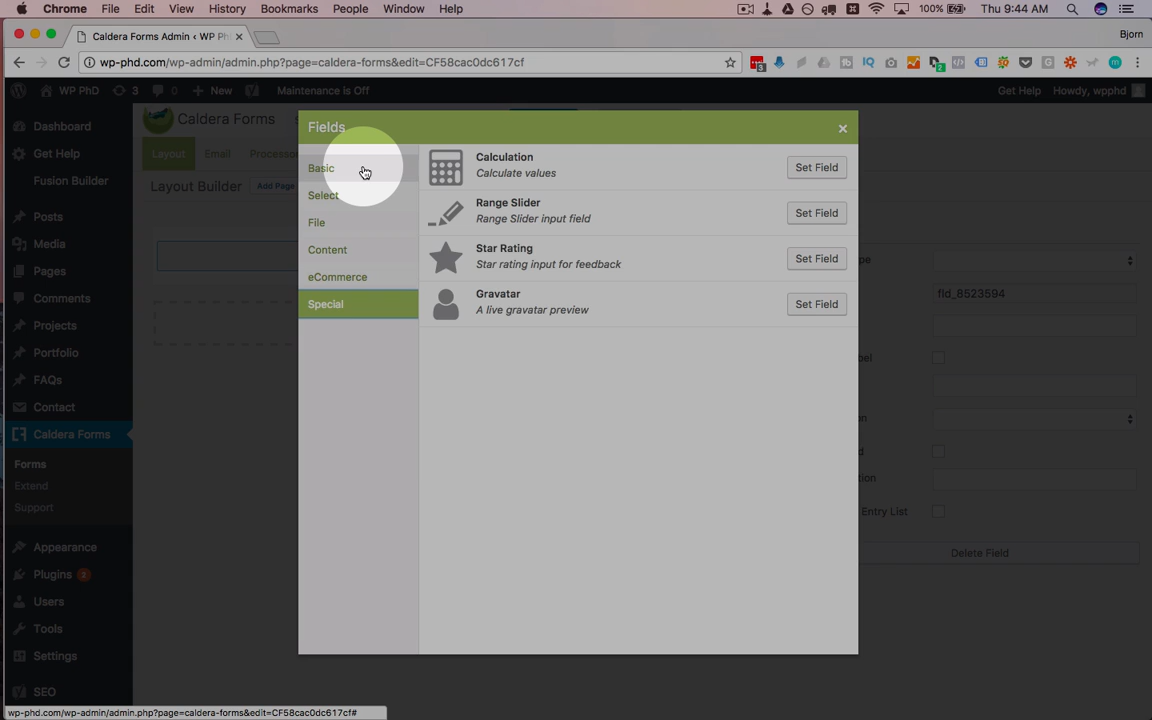 Chrome File Edit View History Bookmarks People Window Help 100% Thu 9:44 AM
Caldera Forms Admin ‹ WP Ph Bjorn
wp-phd.com/wp-admin/admin.php?page=caldera-forms&edit=CF58cac0dc617cf
WP PhD 3 0 New Maintenance is Off Get Help Howdy, wpphd
Dashboard
Get Help
Fusion Builder
Posts
Media
Pages
Comments
Projects
Portfolio
FAQs
Contact
Caldera Forms
Forms
Extend
Support
Appearance
Plugins 2
Users
Tools
Settings
SEO
Caldera Forms
Layout Email Processo
Layout Builder Add Page
Fields ×
Basic
Select
File
Content
eCommerce
Special
Calculation
Calculate values
Set Field
Range Slider
Range Slider input field
Set Field
Star Rating
Star rating input for feedback
Set Field
Gravatar
A live gravatar preview
Set Field
pe
fld_8523594
bel
on
d
tion
Entry List
Delete Field
wp-phd.com/wp-admin/admin.php?page=caldera-forms&edit=CF58cac0dc617cf#